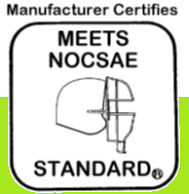 Manufacturer Certifies
MEETS
NOCSAE
STANDARD®